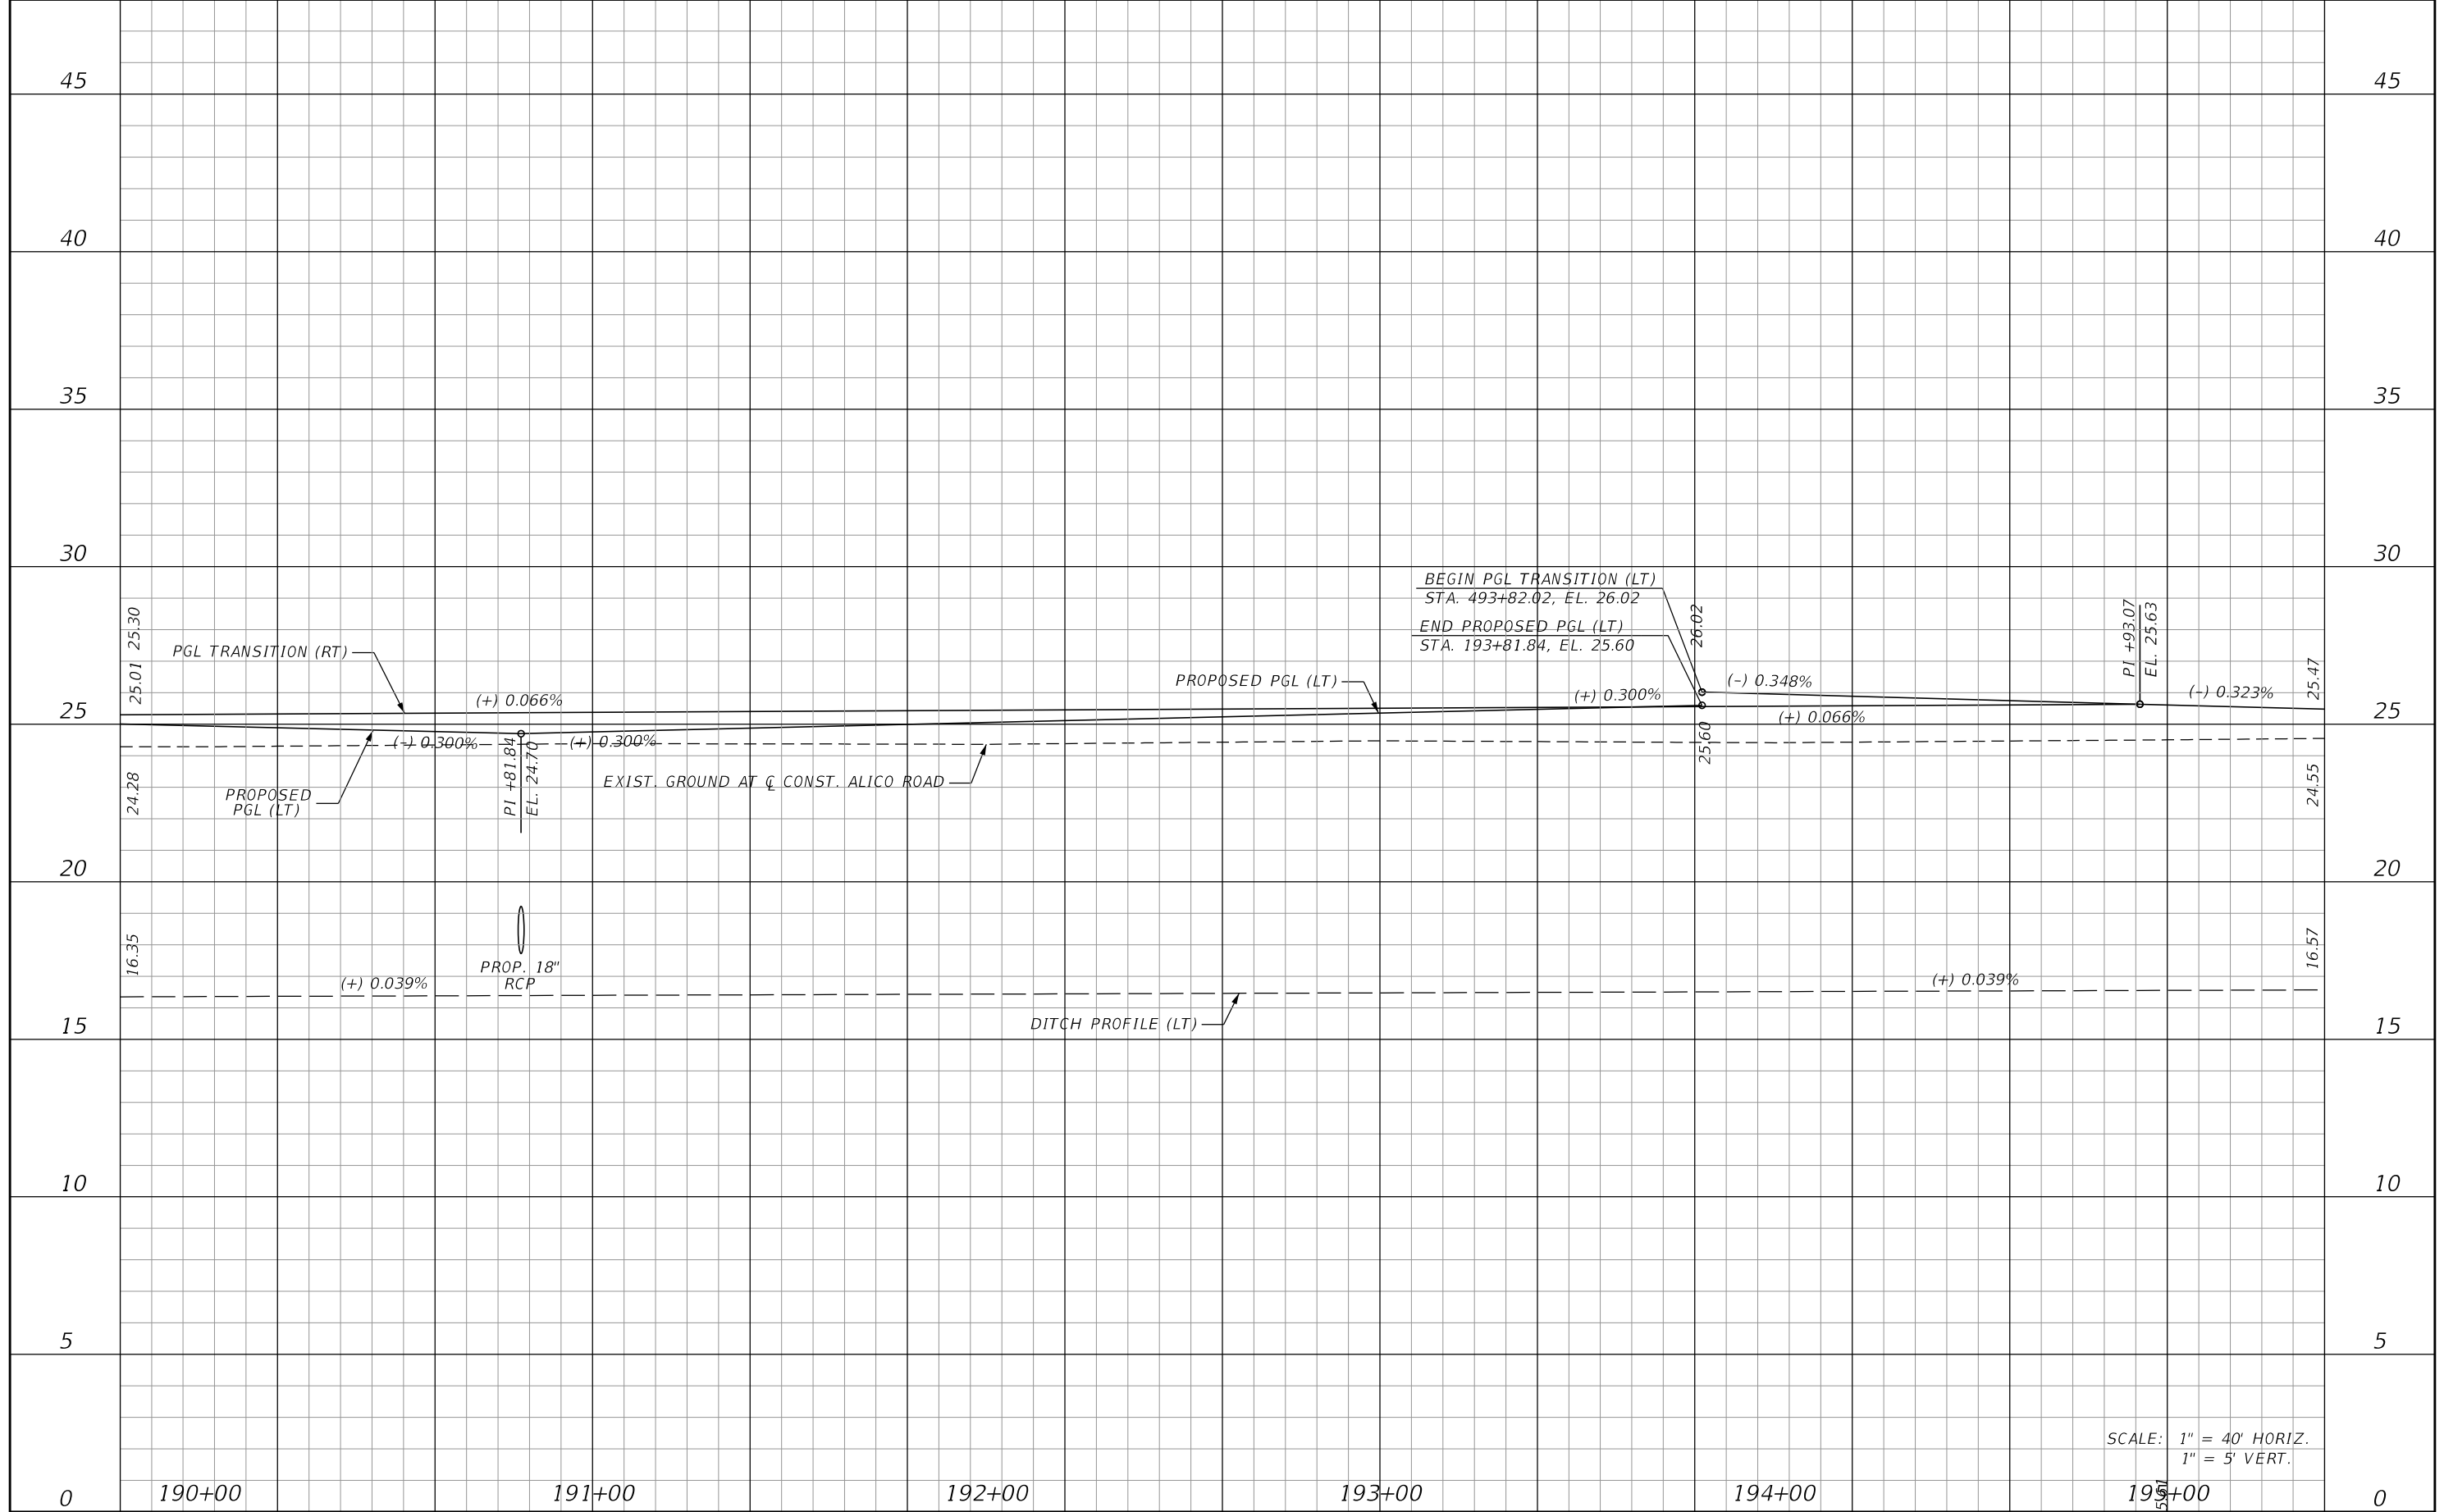 45
45
40
40
35
35
30
30
BEGIN PGL TRANSITION (LT)
STA. 493+82.02, EL. 26.02
END PROPOSED PGL (LT)
STA. 193+81.84, EL. 25.60
26.02
PI +93.07
EL. 25.63
25.30
25.01
PGL TRANSITION (RT)
PROPOSED PGL (LT)
(+) 0.066%
(+) 0.300%
(-) 0.348%
(-) 0.323%
25.47
25
25
(+) 0.066%
(-) 0.300%
(+) 0.300%
25.60
24.28
PROPOSED
PGL (LT)
PI +81.84
EL. 24.70
EXIST. GROUND AT ℄ CONST. ALICO ROAD
24.55
20
20
16.35
(+) 0.039%
PROP. 18"
RCP
(+) 0.039%
16.57
DITCH PROFILE (LT)
15
15
10
10
5
5
SCALE: 1" = 40' HORIZ.
1" = 5' VERT.
0
190+00
191+00
192+00
193+00
194+00
195+00
0